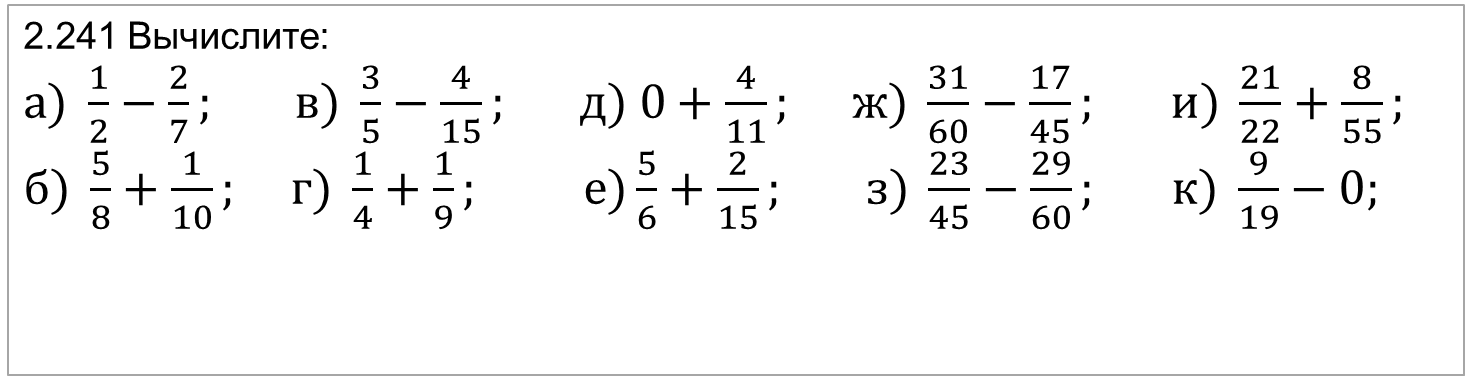 2.241 Вычислите:
а) 1/2 − 2/7; в) 3/5 − 4/15; д) 0 + 4/11; ж) 31/60 − 17/45; и) 21/22 + 8/55;
б) 5/8 + 1/10; г) 1/4 + 1/9; е) 5/6 + 2/15; з) 23/45 − 29/60; к) 9/19 − 0;